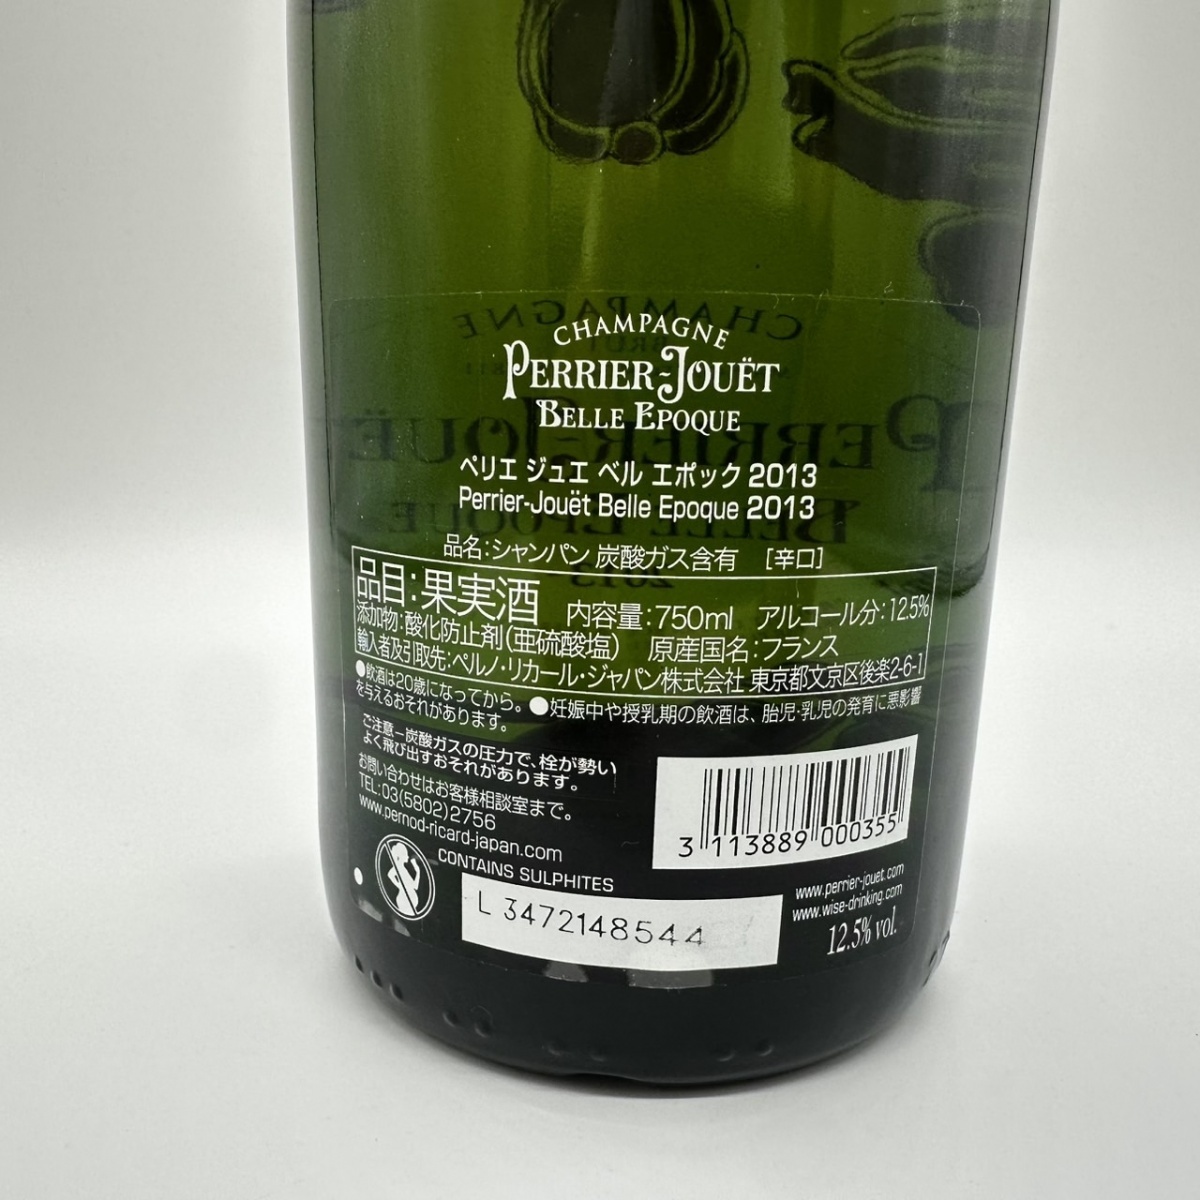 CHAMPAGNE
PERRIER-JOUËT
BELLE EPOQUE
ペリエ ジュエ ベル エポック 2013
Perrier-Jouët Belle Epoque 2013
品名：シャンパン 炭酸ガス含有 ［辛口］
品目：果実酒 内容量：750ml アルコール分：12.5%
添加物：酸化防止剤（亜硫酸塩） 原産国名：フランス
輸入者及引取先：ペルノ・リカール・ジャパン株式会社 東京都文京区後楽2-6-1
●飲酒は20歳になってから。●妊娠中や授乳期の飲酒は、胎児・乳児の発育に悪影響
を与えるおそれがあります。
ご注意－炭酸ガスの圧力で、栓が勢い
よく飛び出すおそれがあります。
お問い合わせはお客様相談室まで。
TEL：03(5802)2756
www.pernod-ricard-japan.com
CONTAINS SULPHITES
3 113889 000355
L 3472148544
www.perrier-jouet.com
www.wise-drinking.com
12.5% vol.
CHAMPAGNE
BRUT
PERRIER-JOUËT
BELLE EPOQUE
2013